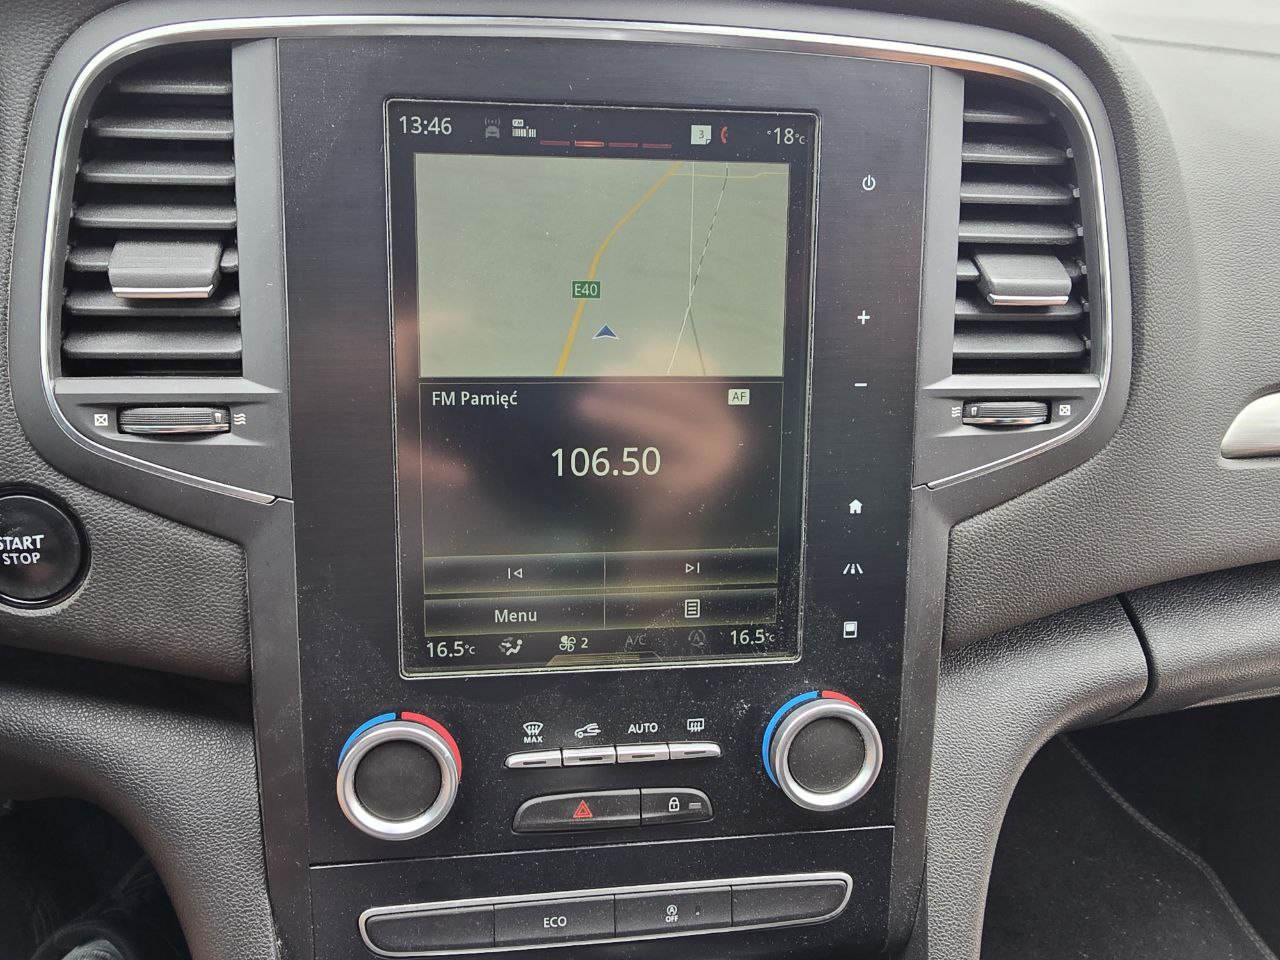 13:46
FM
3
18°C
E40
FM Pamięć
AF
106.50
START
STOP
Menu
16.5°C
2
A/C
A
16.5°C
MAX
AUTO
ECO
A
OFF